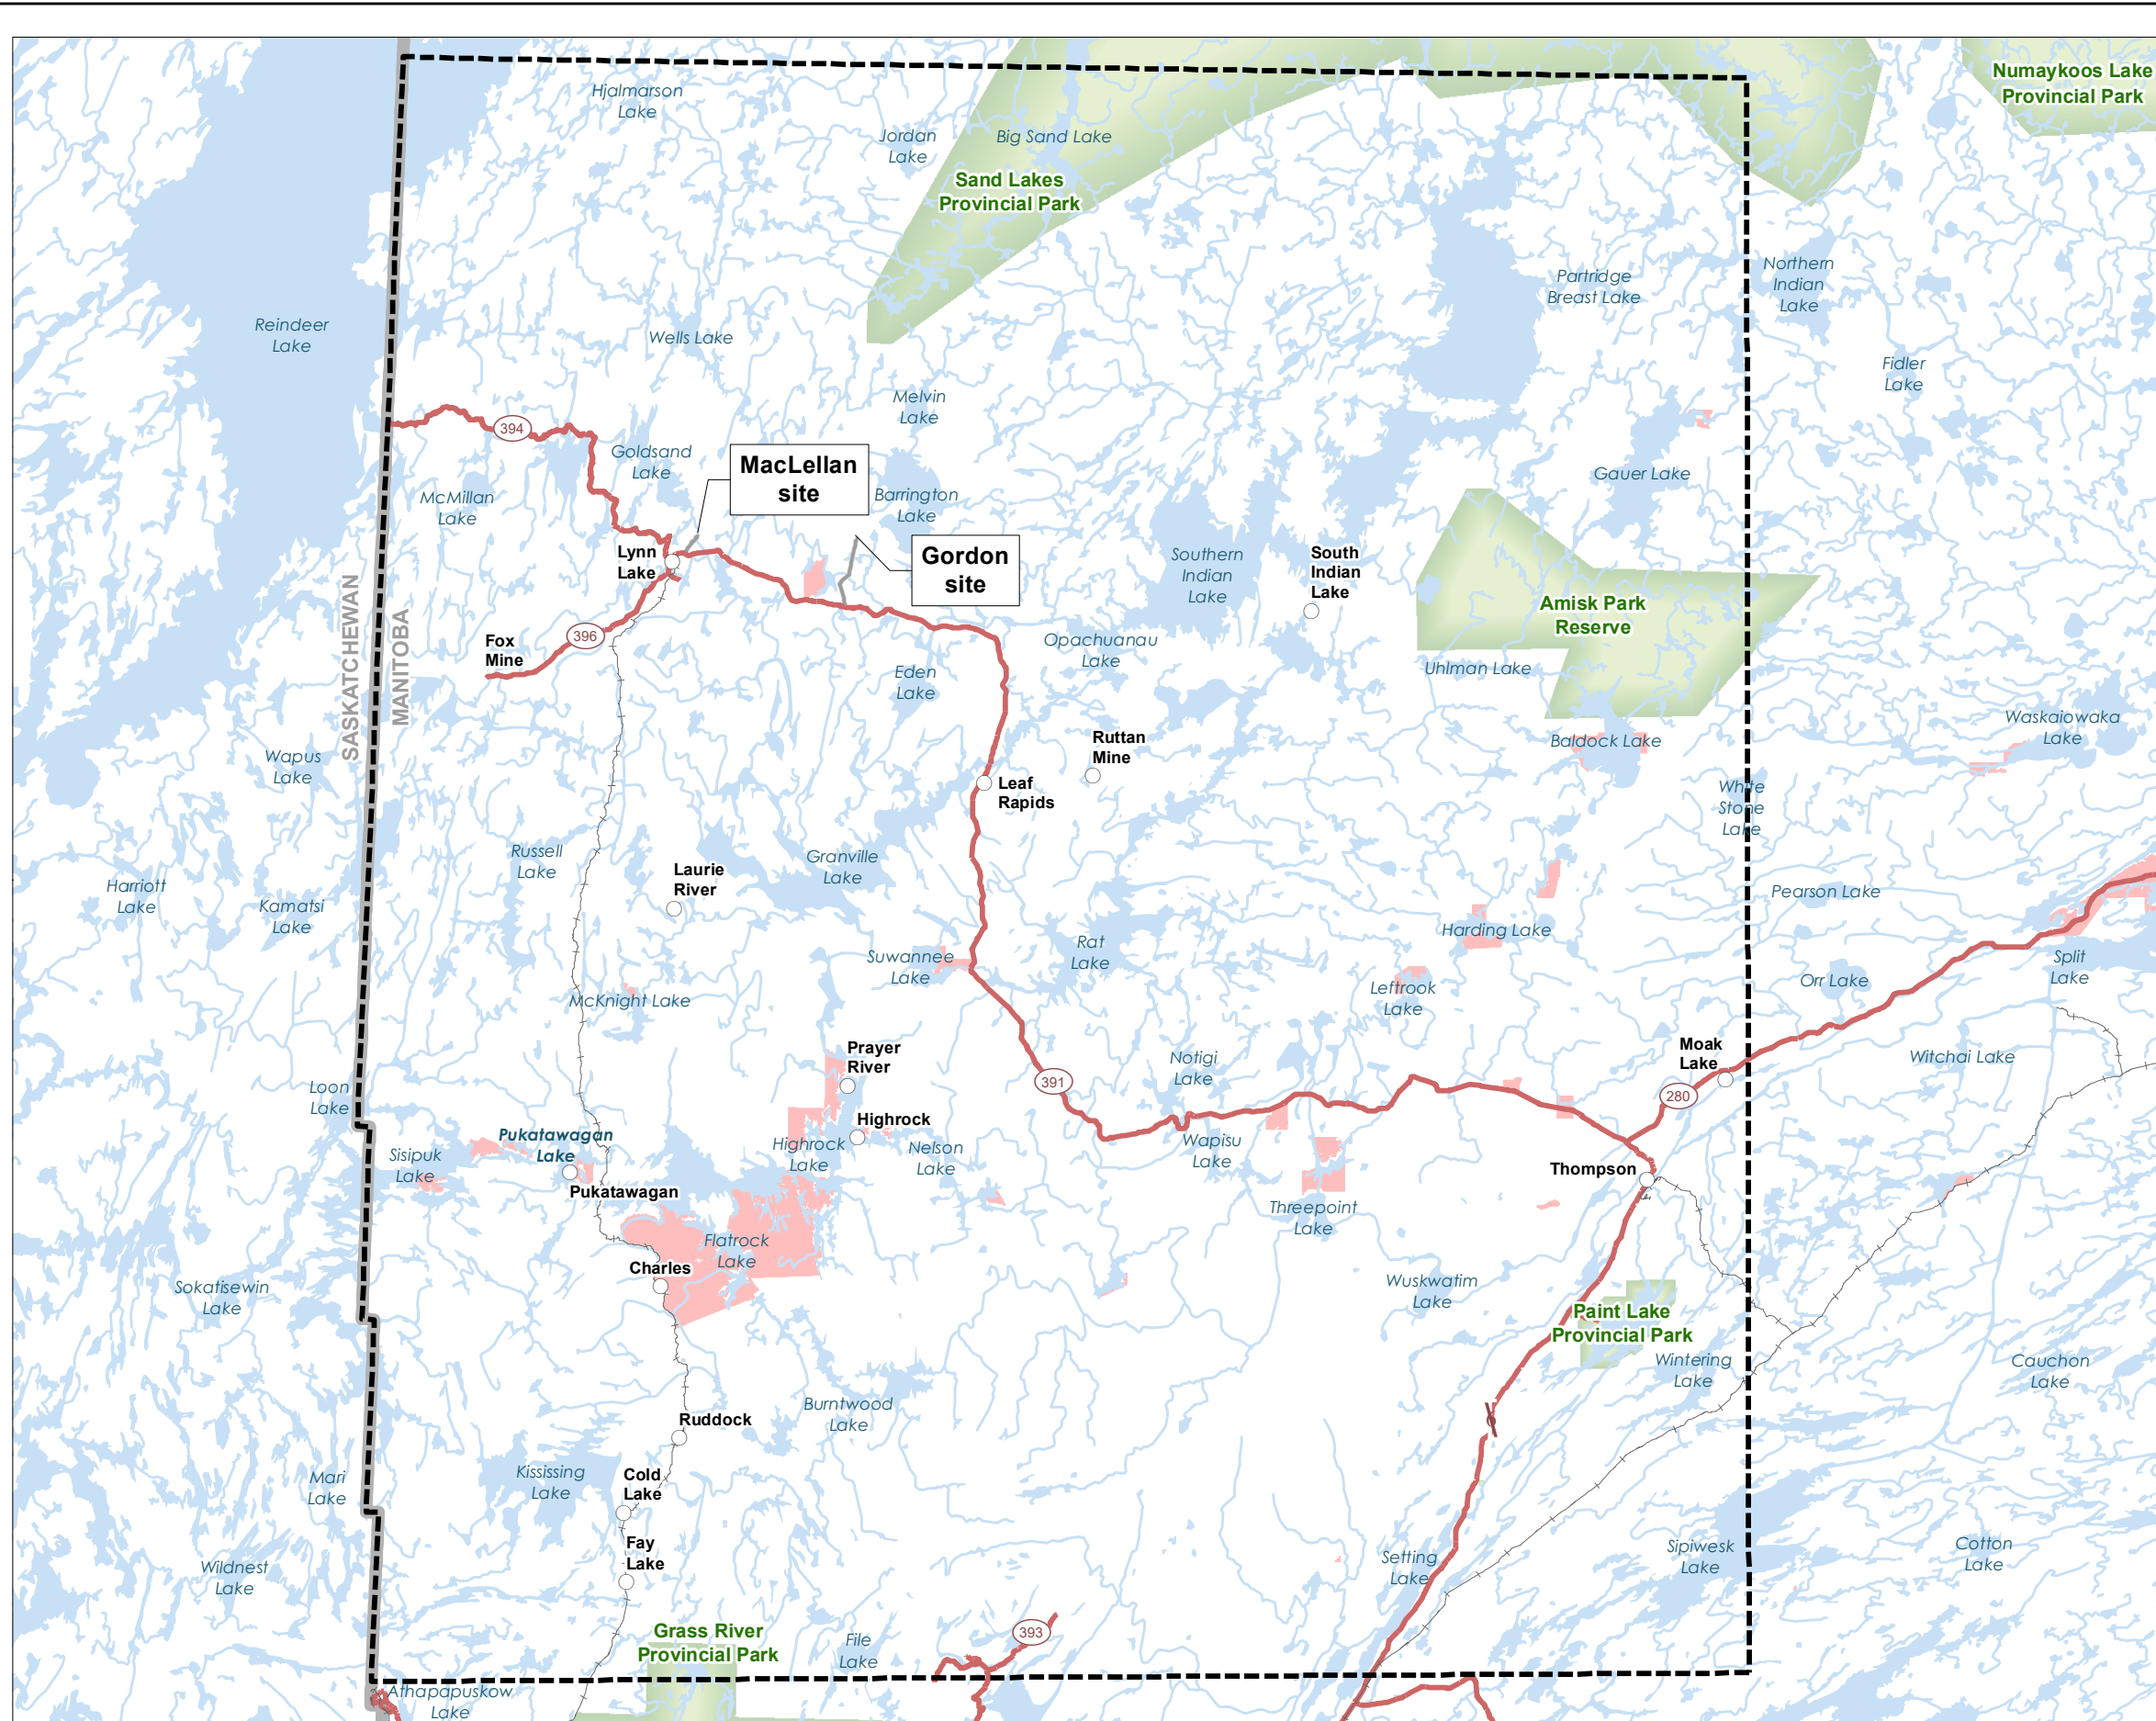 Numaykoos Lake
Provincial Park
Hjalmarson
Lake
Jordan
Lake
Big Sand Lake
Sand Lakes
Provincial Park
Reindeer
Lake
Wells Lake
Partridge
Breast Lake
Northern
Indian
Lake
Fidler
Lake
Melvin
Lake
394
Goldsand
Lake
McMillan
Lake
MacLellan
site
Barrington
Lake
Gauer Lake
Gordon
site
Lynn
Lake
Southern
Indian
Lake
South
Indian
Lake
Amisk Park
Reserve
SASKATCHEWAN
MANITOBA
396
Fox
Mine
Eden
Lake
Opachuanau
Lake
Uhlman Lake
Wapus
Lake
Ruttan
Mine
Leaf
Rapids
Baldock Lake
Waskaiowaka
Lake
White
Stone
Lake
Harriott
Lake
Kamatsi
Lake
Russell
Lake
Laurie
River
Granville
Lake
Pearson Lake
Suwannee
Lake
Rat
Lake
Harding Lake
Leftrook
Lake
Orr Lake
Split
Lake
McKnight Lake
Prayer
River
391
Notigi
Lake
Moak
Lake
280
Witchai Lake
Loon
Lake
Sisipuk
Lake
Pukatawagan
Lake
Pukatawagan
Highrock
Highrock
Lake
Nelson
Lake
Wapisu
Lake
Thompson
Threepoint
Lake
Flatrock
Lake
Charles
Sokatisewin
Lake
Wuskwatim
Lake
Paint Lake
Provincial Park
Wintering
Lake
Cauchon
Lake
Burntwood
Lake
Ruddock
6
Mari
Lake
Kississing
Lake
Cold
Lake
Fay
Lake
Wildnest
Lake
Setting
Lake
Sipiwesk
Lake
Cotton
Lake
Grass River
Provincial Park
File
Lake
393
Athapapuskow
Lake